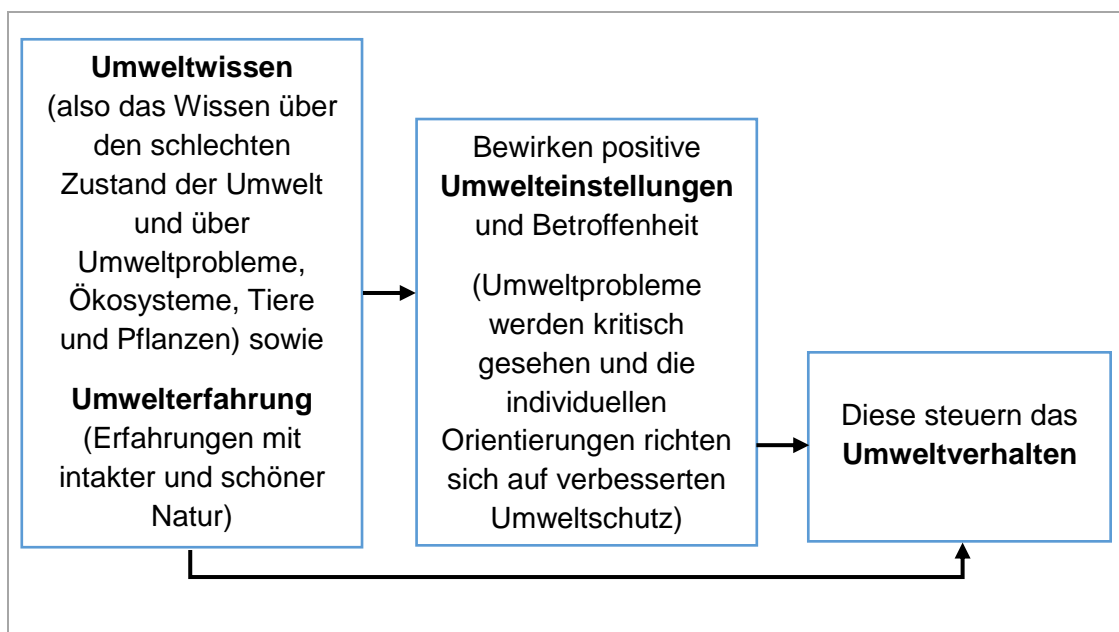 Umweltwissen
(also das Wissen über
den schlechten
Zustand der Umwelt
und über
Umweltprobleme,
Ökosysteme, Tiere
und Pflanzen) sowie
Umwelterfahrung
(Erfahrungen mit
intakter und schöner
Natur)
Bewirken positive
Umwelteinstellungen
und Betroffenheit
(Umweltprobleme
werden kritisch
gesehen und die
individuellen
Orientierungen richten
sich auf verbesserten
Umweltschutz)
Diese steuern das
Umweltverhalten